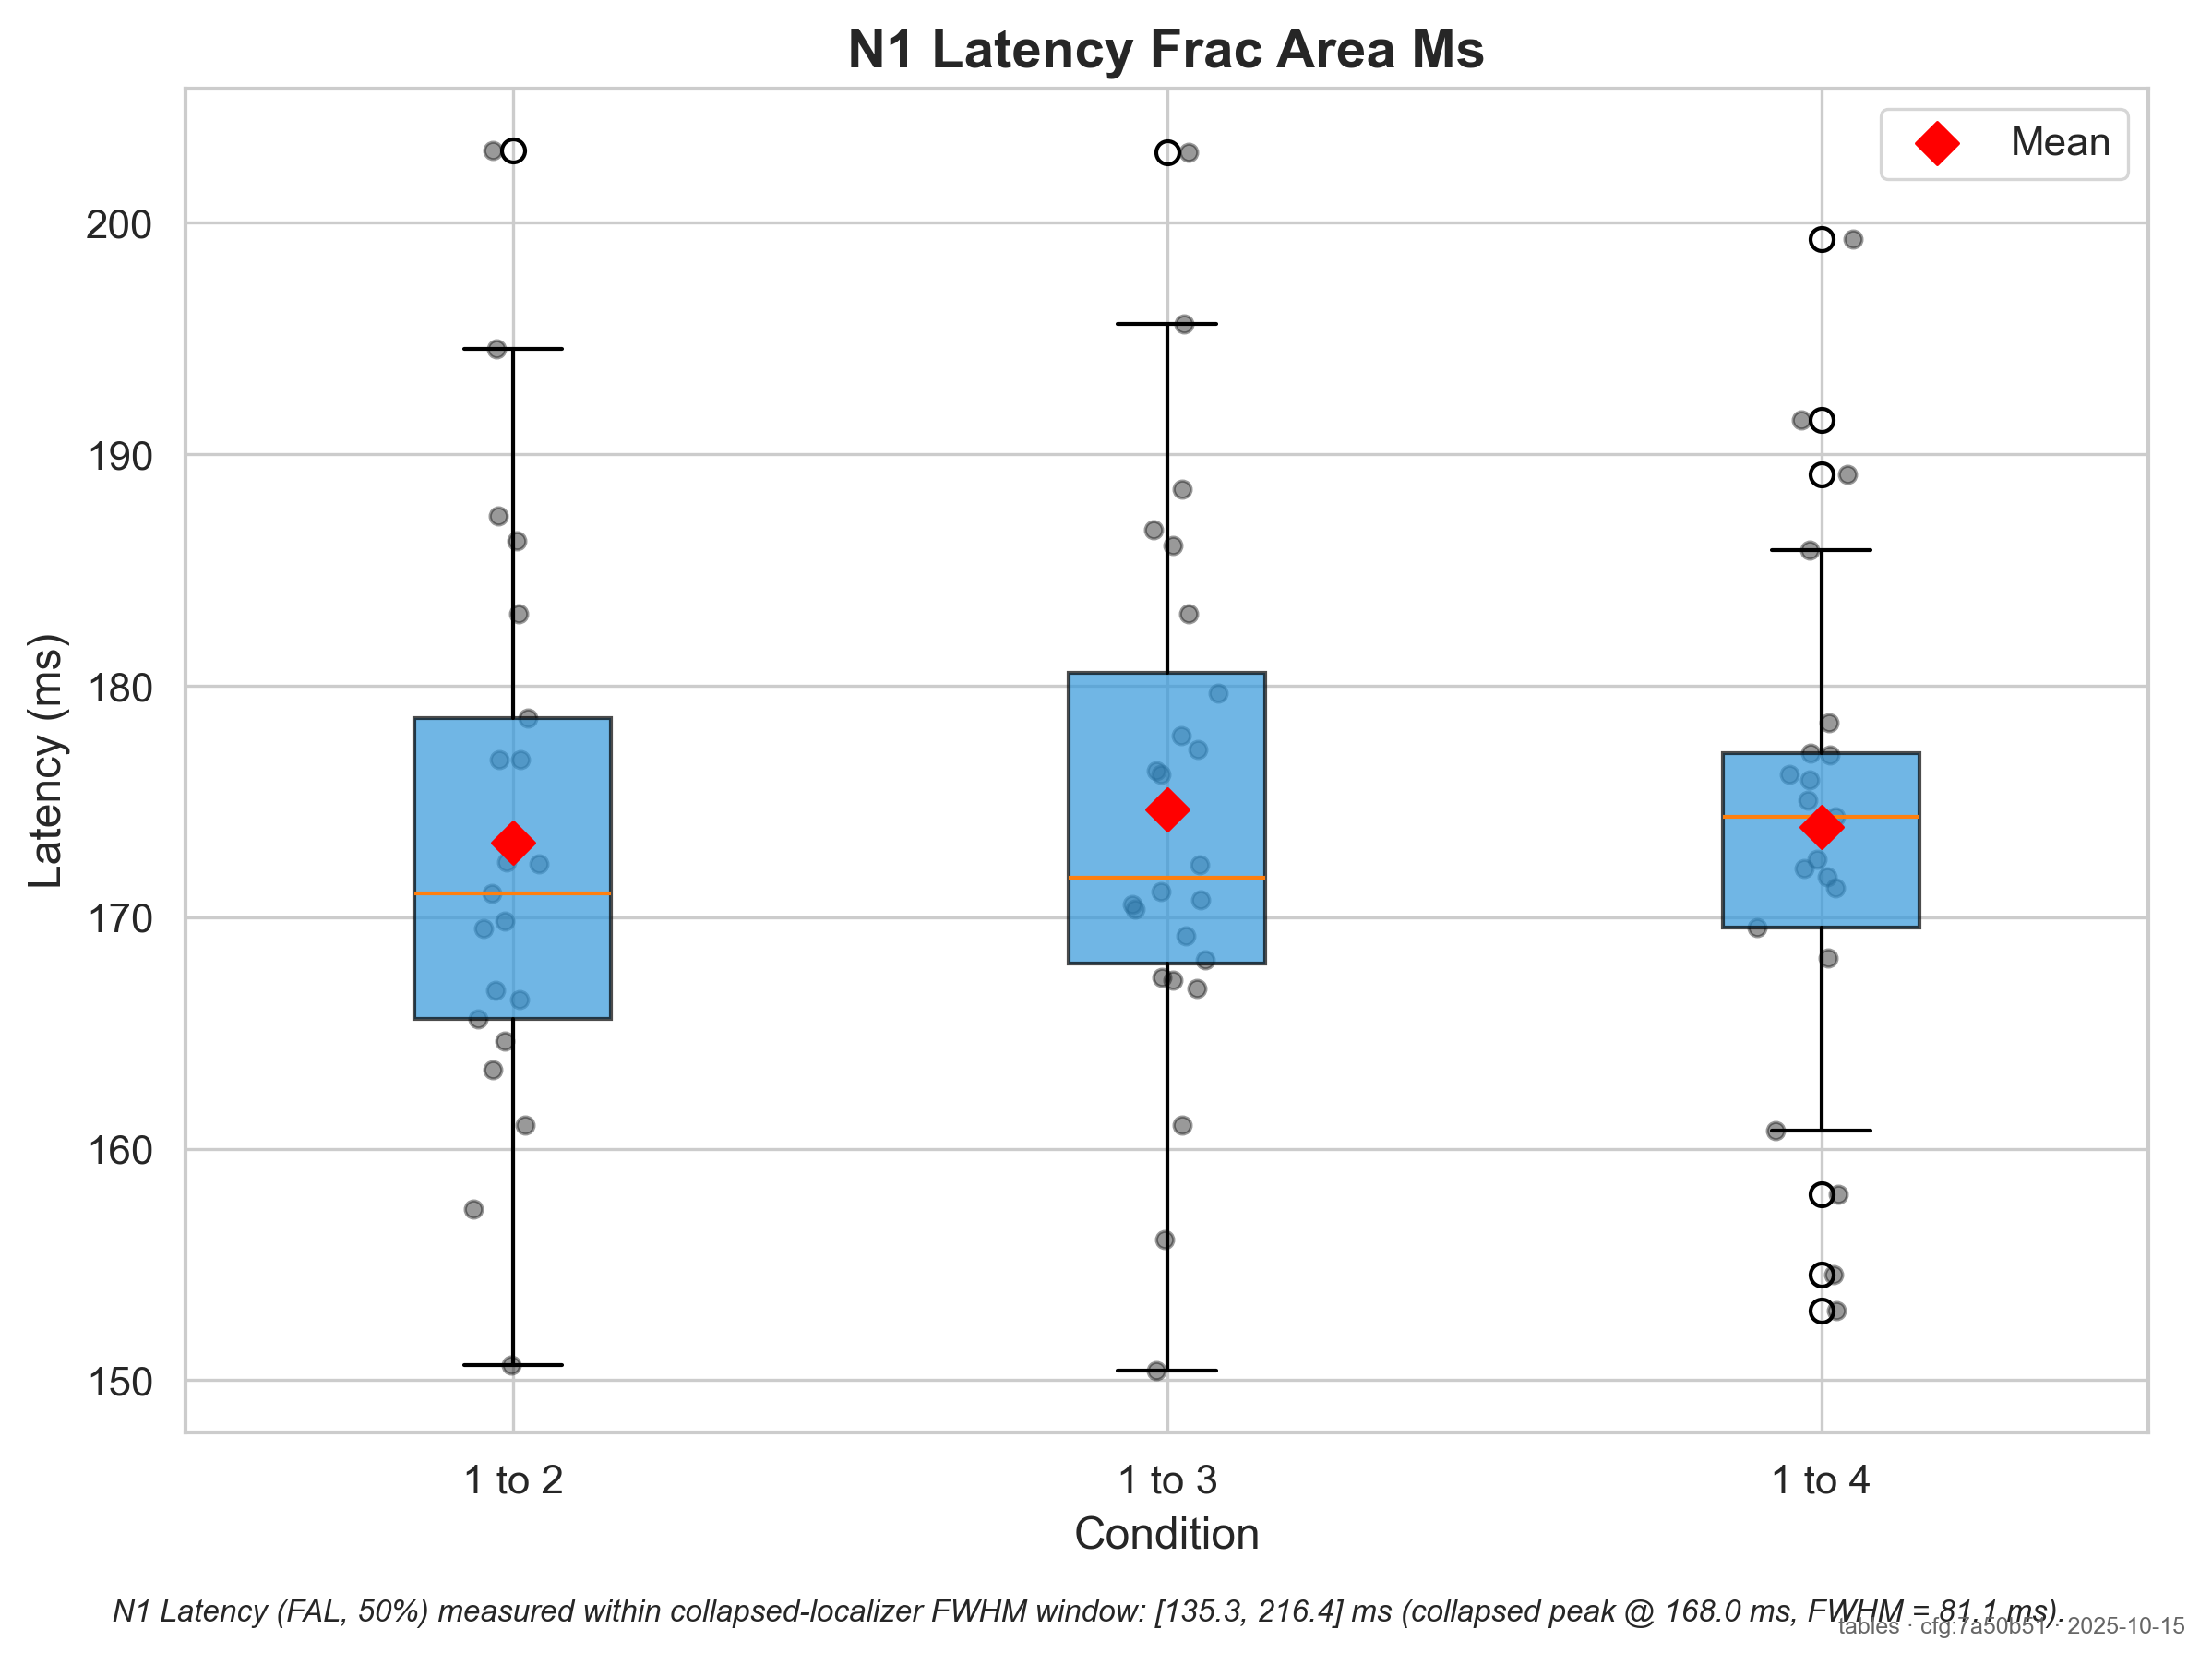 N1 Latency Frac Area Ms
Mean
200
190
180
170
160
150
Latency (ms)
1 to 2
1 to 3
1 to 4
Condition
N1 Latency (FAL, 50%) measured within collapsed-localizer FWHM window: [135.3, 216.4] ms (collapsed peak @ 168.0 ms, FWHM = 81.1 ms).
tables · cfg:7a50b51 · 2025-10-15